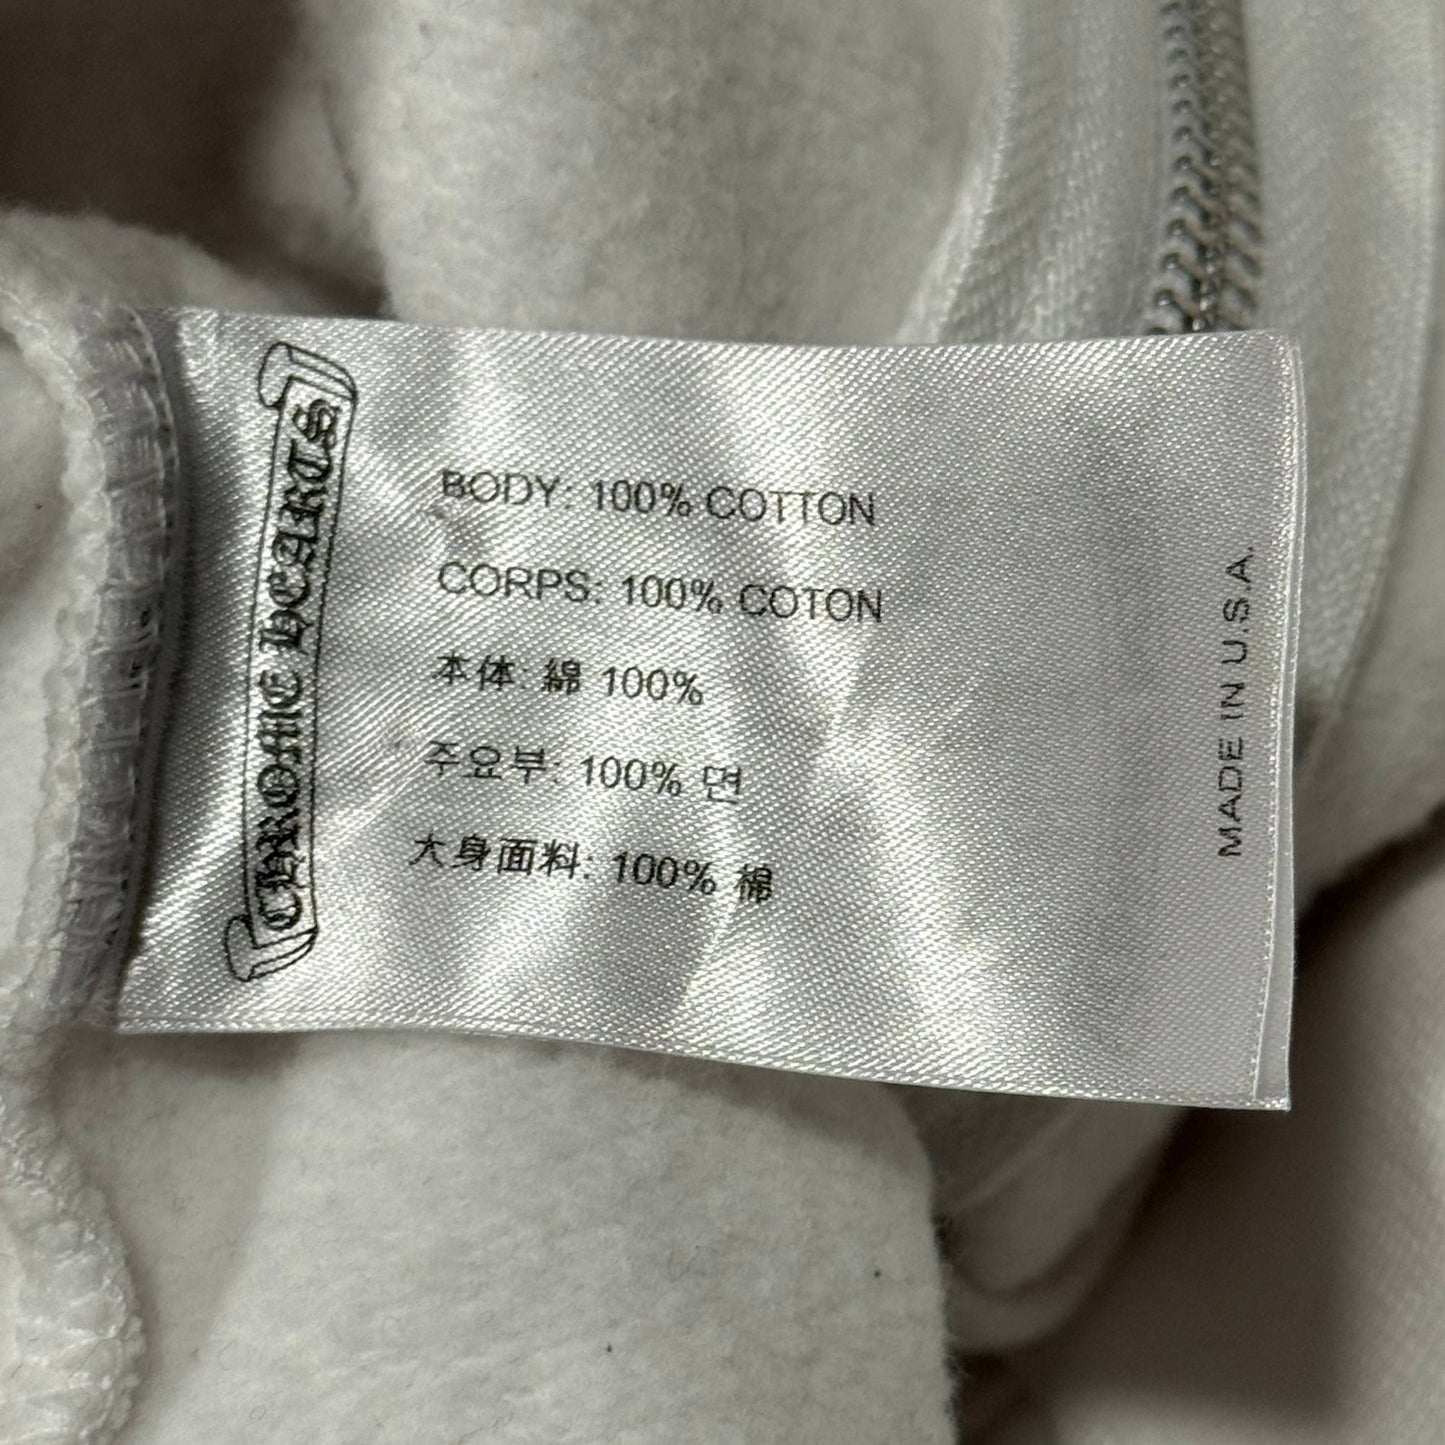 CHROME HEARTS
BODY: 100% COTTON
CORPS: 100% COTON
本体: 綿 100%
주요부: 100% 면
大身面料: 100% 棉
MADE IN U.S.A.